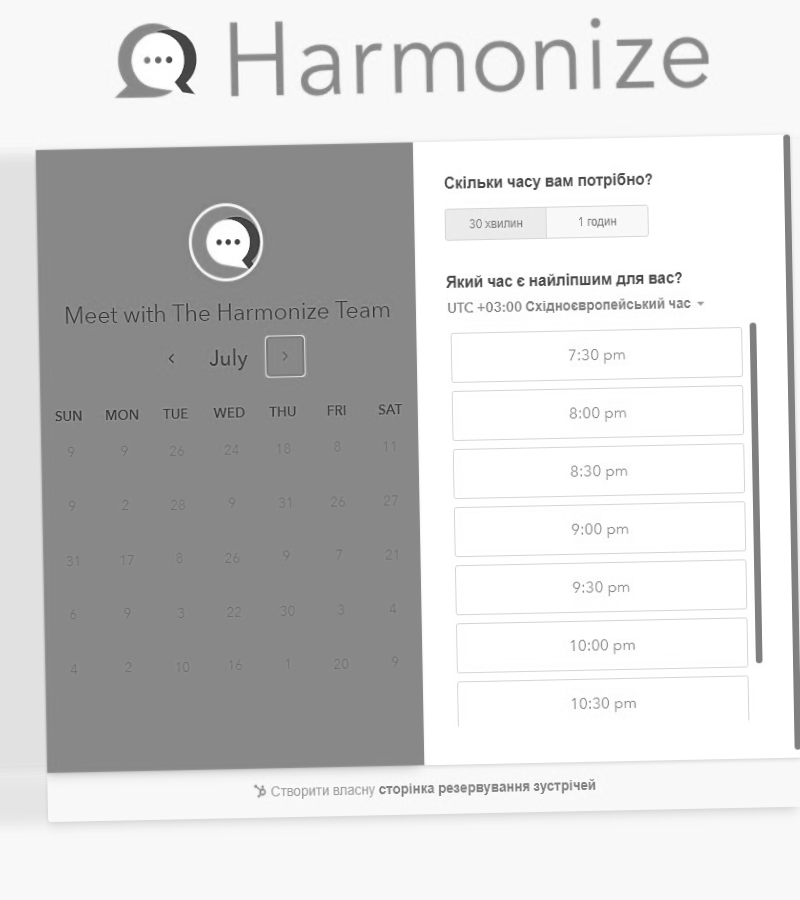 Harmonize
Meet with The Harmonize Team
July
SUN MON TUE WED THU FRI SAT
9 9 26 24 18 8 11
9 2 28 9 31 26 27
31 17 8 26 9 7 21
6 9 3 22 30 3 4
4 2 10 16 1 20 9
Скільки часу вам потрібно?
30 хвилин 1 годин
Який час є найліпшим для вас?
UTC +03:00 Східноєвропейський час
7:30 pm
8:00 pm
8:30 pm
9:00 pm
9:30 pm
10:00 pm
10:30 pm
Створити власну сторінка резервування зустрічей